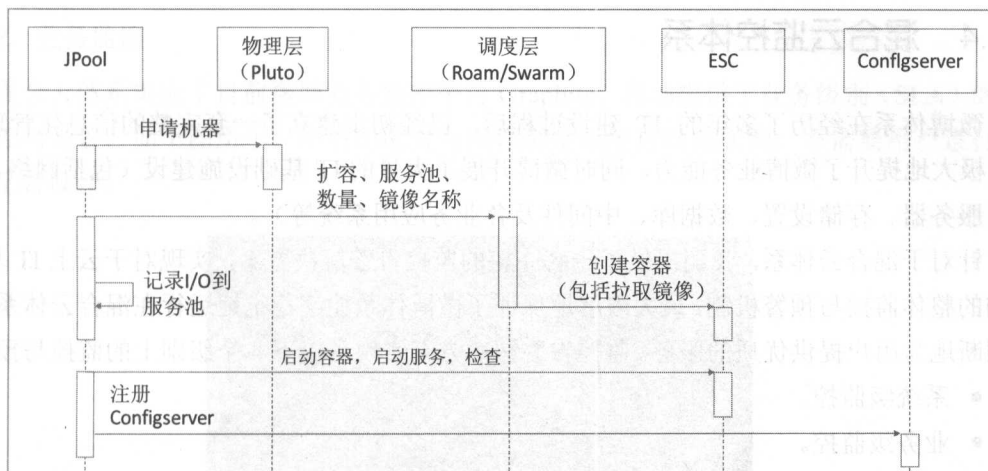 JPool
物理层
（Pluto）
调度层
（Roam/Swarm）
ESC
Configserver
申请机器
扩容、服务池、
数量、镜像名称
记录I/O到
服务池
创建容器
（包括拉取镜像）
启动容器，启动服务，检查
注册
Configserver